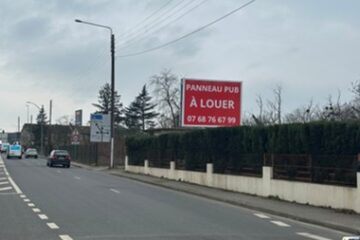 PANNEAU PUB
À LOUER
07 68 76 67 99